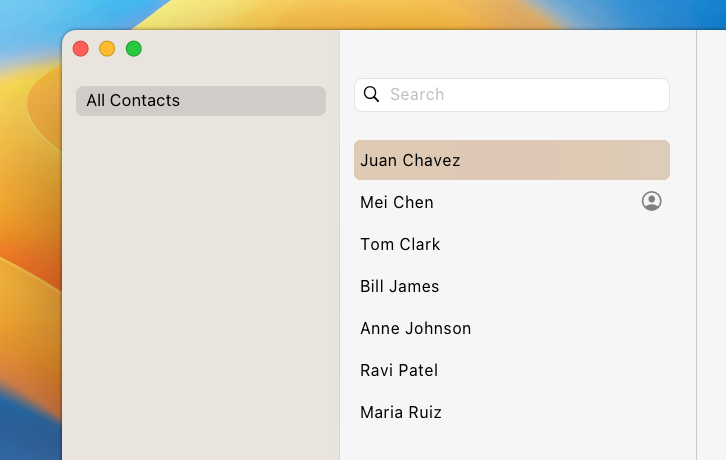 All Contacts
Search
Juan Chavez
Mei Chen
Tom Clark
Bill James
Anne Johnson
Ravi Patel
Maria Ruiz